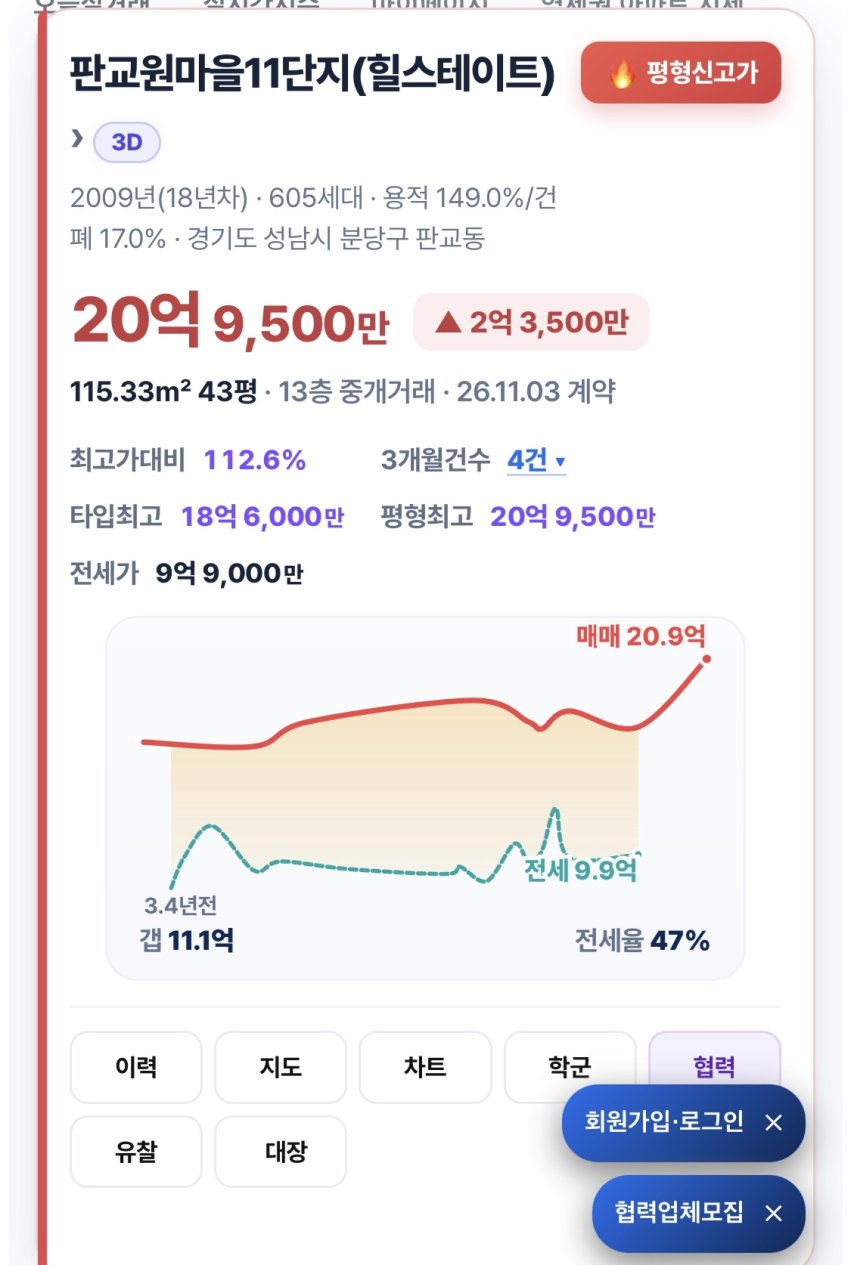 판교원마을11단지(힐스테이트)
🔥 평형신고가
› 3D
2009년(18년차) · 605세대 · 용적 149.0%/건
폐 17.0% · 경기도 성남시 분당구 판교동
20억 9,500만 ▲ 2억 3,500만
115.33m² 43평 · 13층 중개거래 · 26.11.03 계약
최고가대비 112.6% 3개월건수 4건 ▾
타입최고 18억 6,000만 평형최고 20억 9,500만
전세가 9억 9,000만
매매 20.9억
전세 9.9억
3.4년전
갭 11.1억 전세율 47%
이력 지도 차트 학군 협력
회원가입·로그인 ×
유찰 대장
협력업체모집 ×